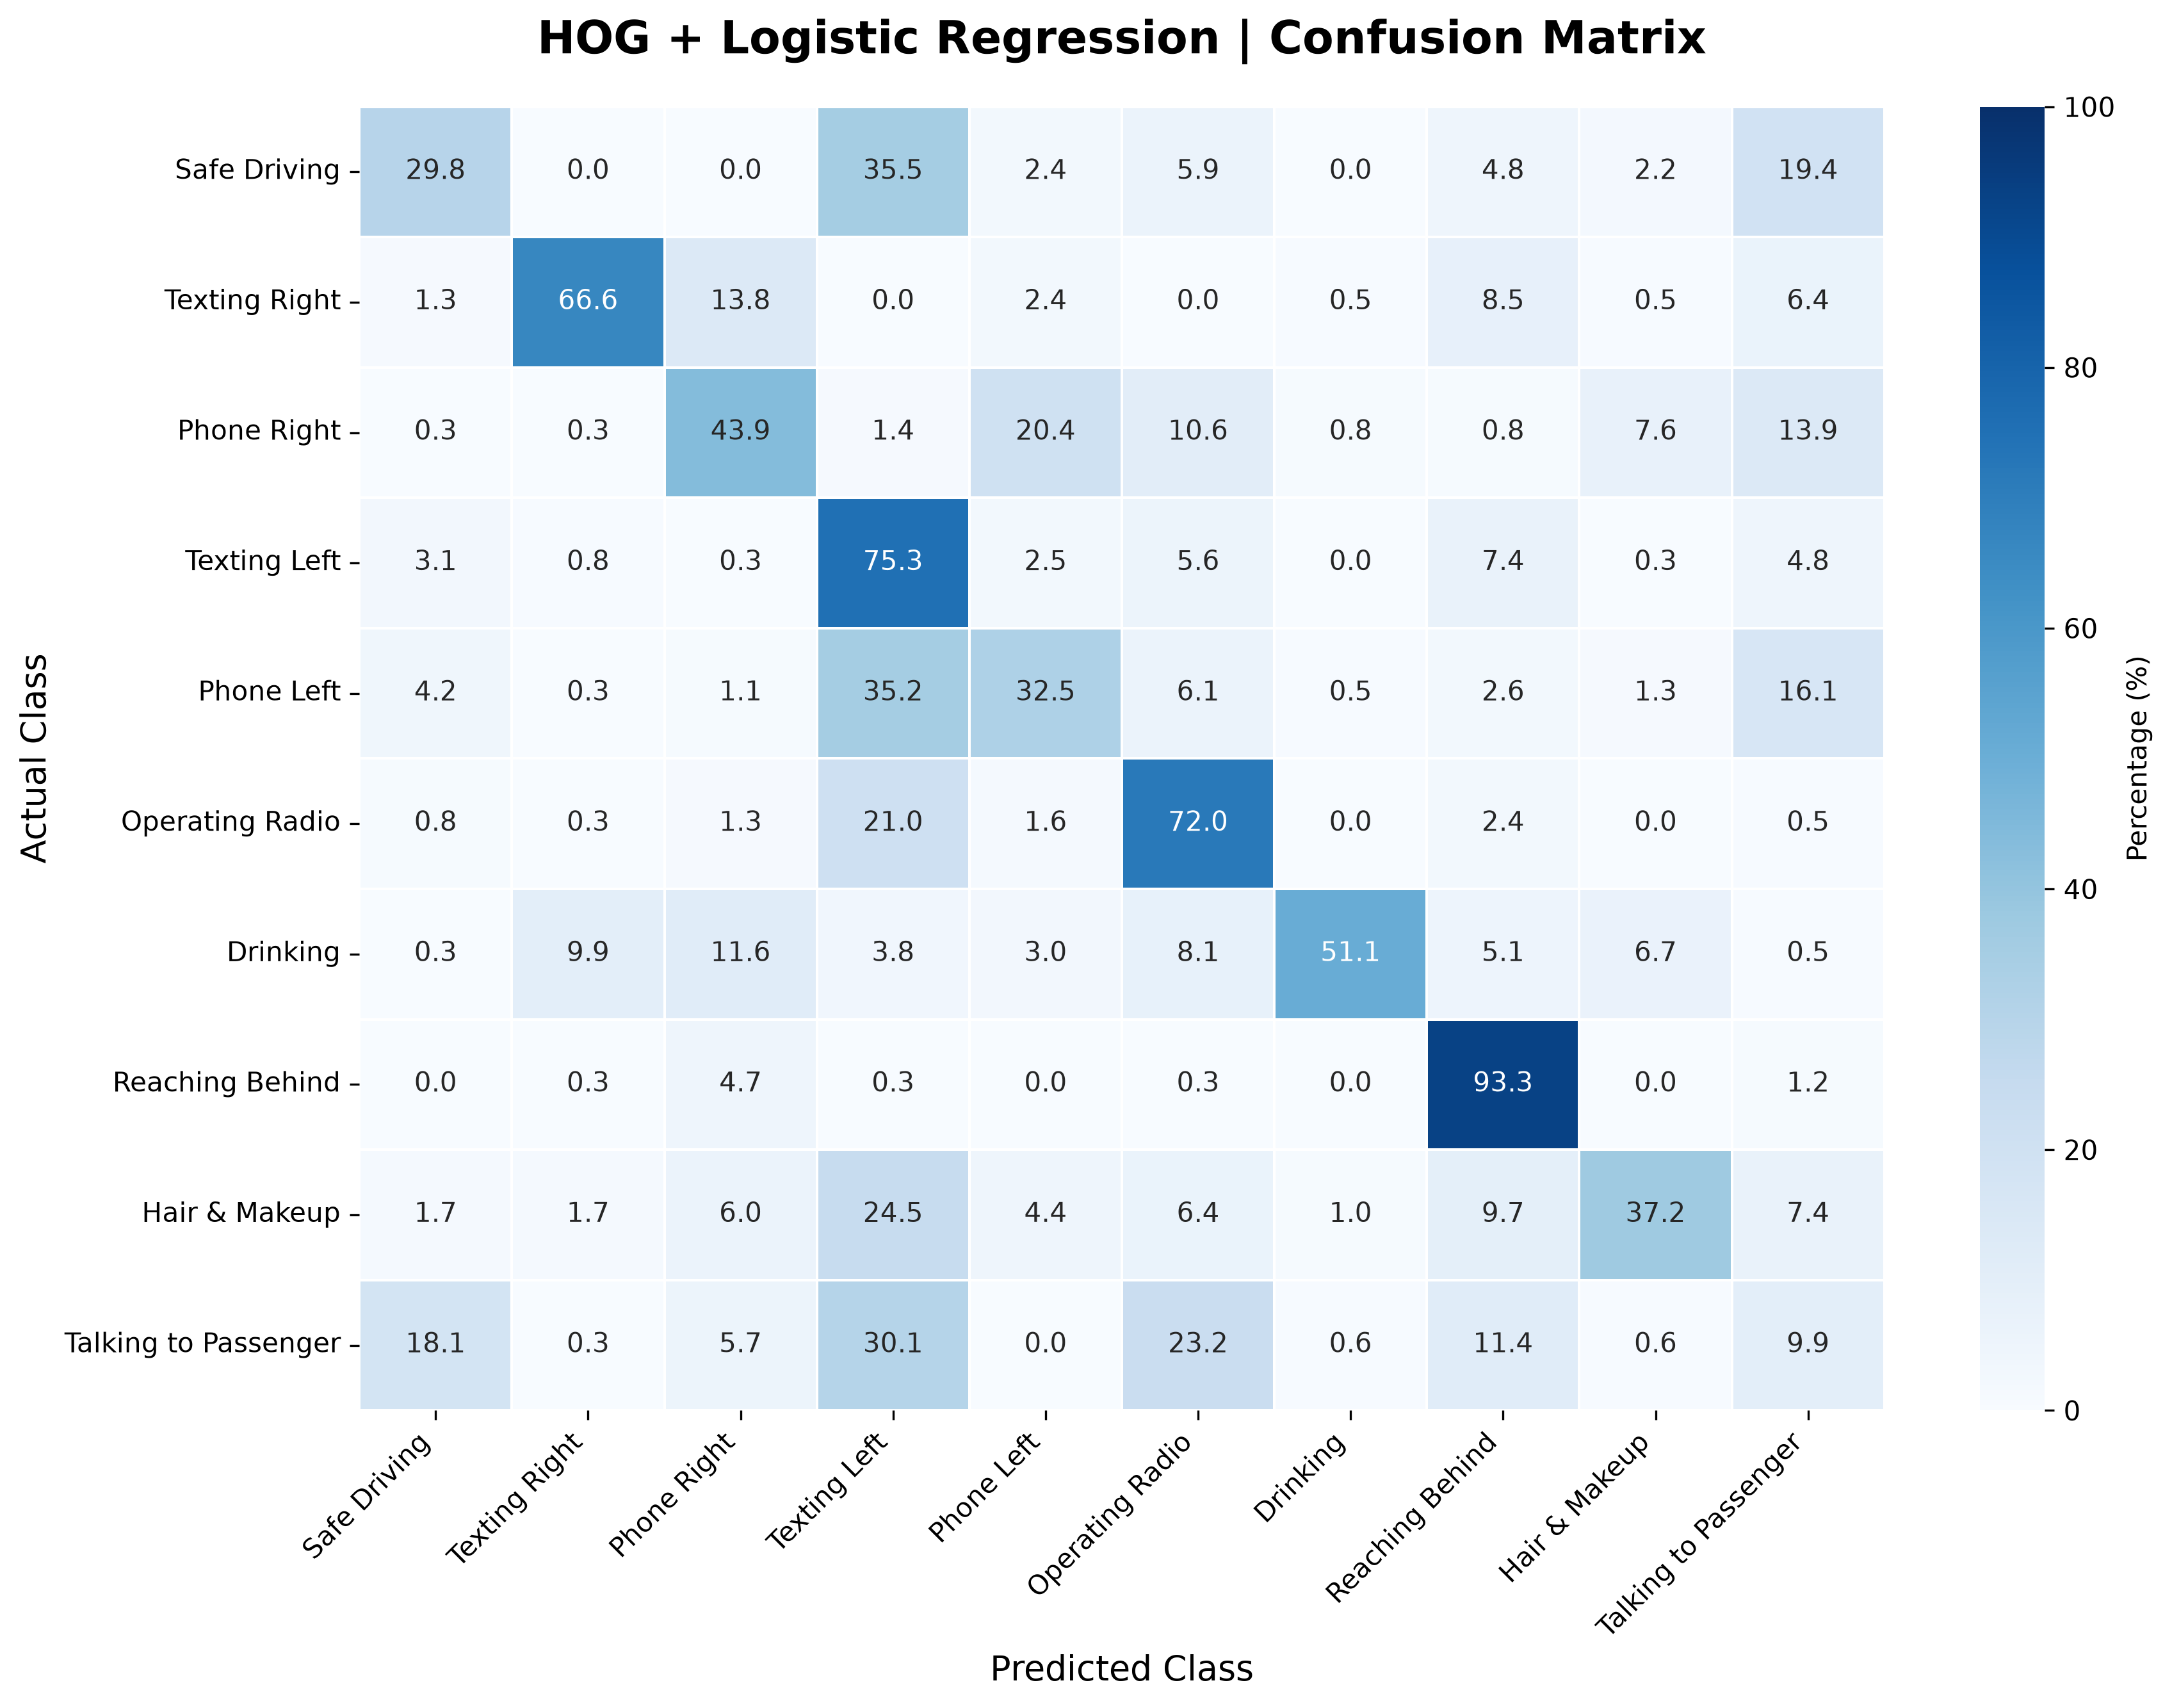 HOG + Logistic Regression | Confusion Matrix
Actual Class
Safe Driving 29.8 0.0 0.0 35.5 2.4 5.9 0.0 4.8 2.2 19.4
Texting Right 1.3 66.6 13.8 0.0 2.4 0.0 0.5 8.5 0.5 6.4
Phone Right 0.3 0.3 43.9 1.4 20.4 10.6 0.8 0.8 7.6 13.9
Texting Left 3.1 0.8 0.3 75.3 2.5 5.6 0.0 7.4 0.3 4.8
Phone Left 4.2 0.3 1.1 35.2 32.5 6.1 0.5 2.6 1.3 16.1
Operating Radio 0.8 0.3 1.3 21.0 1.6 72.0 0.0 2.4 0.0 0.5
Drinking 0.3 9.9 11.6 3.8 3.0 8.1 51.1 5.1 6.7 0.5
Reaching Behind 0.0 0.3 4.7 0.3 0.0 0.3 0.0 93.3 0.0 1.2
Hair & Makeup 1.7 1.7 6.0 24.5 4.4 6.4 1.0 9.7 37.2 7.4
Talking to Passenger 18.1 0.3 5.7 30.1 0.0 23.2 0.6 11.4 0.6 9.9
Safe Driving
Texting Right
Phone Right
Texting Left
Phone Left
Operating Radio
Drinking
Reaching Behind
Hair & Makeup
Talking to Passenger
Predicted Class
100
80
60
40
20
0
Percentage (%)